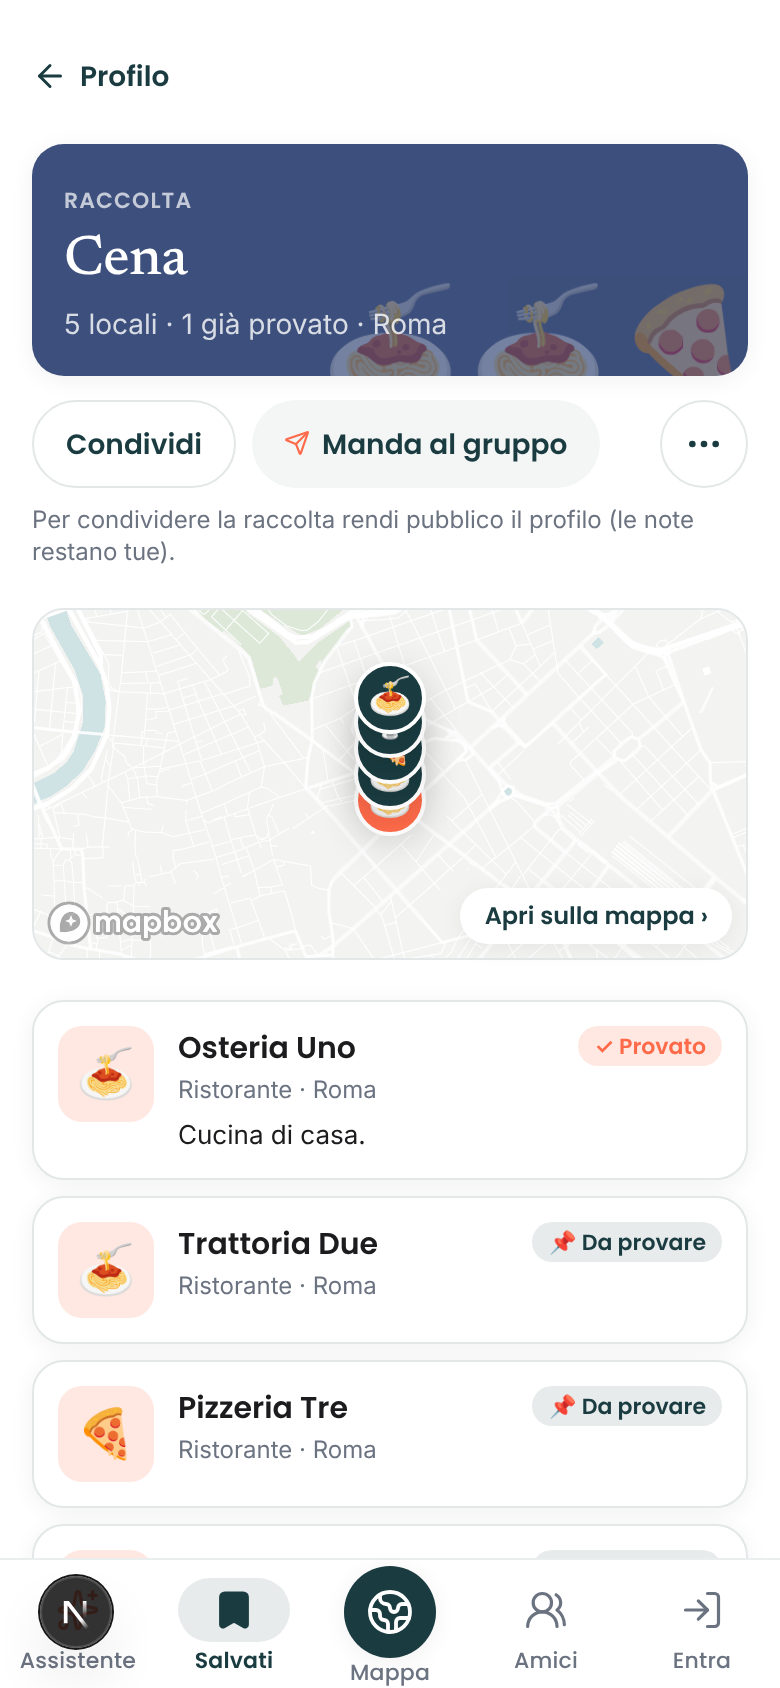 Profilo
RACCOLTA
Cena
5 locali · 1 già provato · Roma
Condividi
Manda al gruppo
Per condividere la raccolta rendi pubblico il profilo (le note
restano tue).
mapbox
Apri sulla mappa ›
Osteria Uno
Provato
Ristorante · Roma
Cucina di casa.
Trattoria Due
Da provare
Ristorante · Roma
Pizzeria Tre
Da provare
Ristorante · Roma
N
Assistente
Salvati
Mappa
Amici
Entra